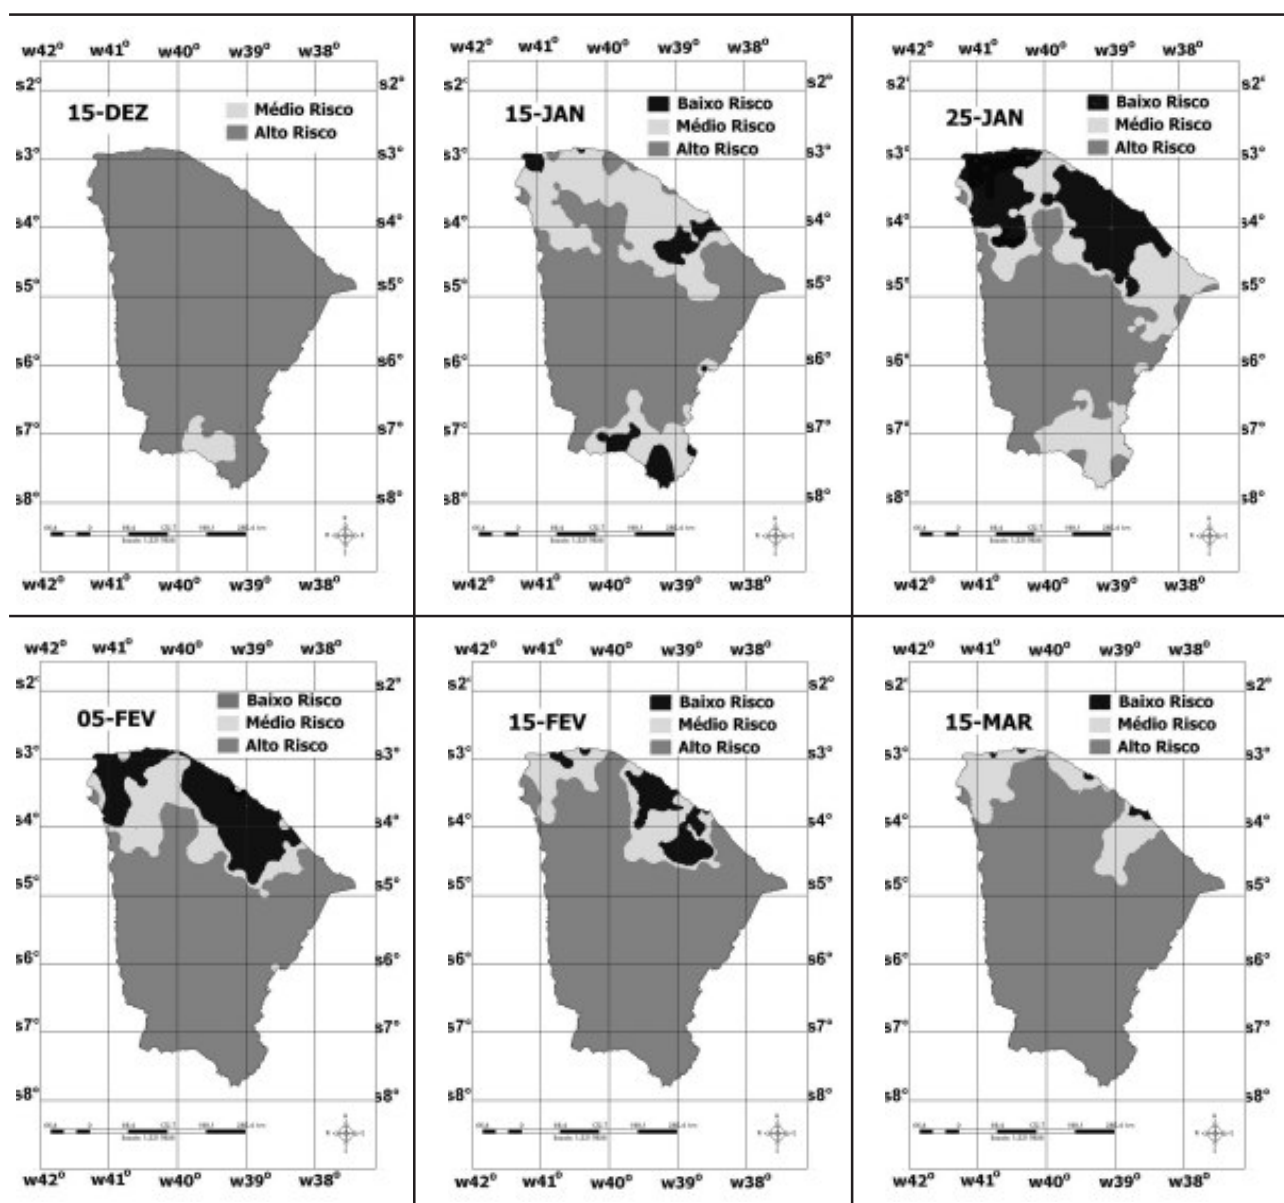 w42° w41° w40° w39° w38°
s2° s2°
15-DEZ
Médio Risco
Alto Risco
s3° s3°
s4° s4°
s5° s5°
s6° s6°
s7° s7°
s8° s8°
w42° w41° w40° w39° w38°
w42° w41° w40° w39° w38°
s2° s2°
15-JAN
Baixo Risco
Médio Risco
Alto Risco
s3° s3°
s4° s4°
s5° s5°
s6° s6°
s7° s7°
s8° s8°
w42° w41° w40° w39° w38°
w42° w41° w40° w39° w38°
s2° s2°
25-JAN
Baixo Risco
Médio Risco
Alto Risco
s3° s3°
s4° s4°
s5° s5°
s6° s6°
s7° s7°
s8° s8°
w42° w41° w40° w39° w38°
w42° w41° w40° w39° w38°
s2° s2°
05-FEV
Baixo Risco
Médio Risco
Alto Risco
s3° s3°
s4° s4°
s5° s5°
s6° s6°
s7° s7°
s8° s8°
w42° w41° w40° w39° w38°
w42° w41° w40° w39° w38°
s2° s2°
15-FEV
Baixo Risco
Médio Risco
Alto Risco
s3° s3°
s4° s4°
s5° s5°
s6° s6°
s7° s7°
s8° s8°
w42° w41° w40° w39° w38°
w42° w41° w40° w39° w38°
s2° s2°
15-MAR
Baixo Risco
Médio Risco
Alto Risco
s3° s3°
s4° s4°
s5° s5°
s6° s6°
s7° s7°
s8° s8°
w42° w41° w40° w39° w38°